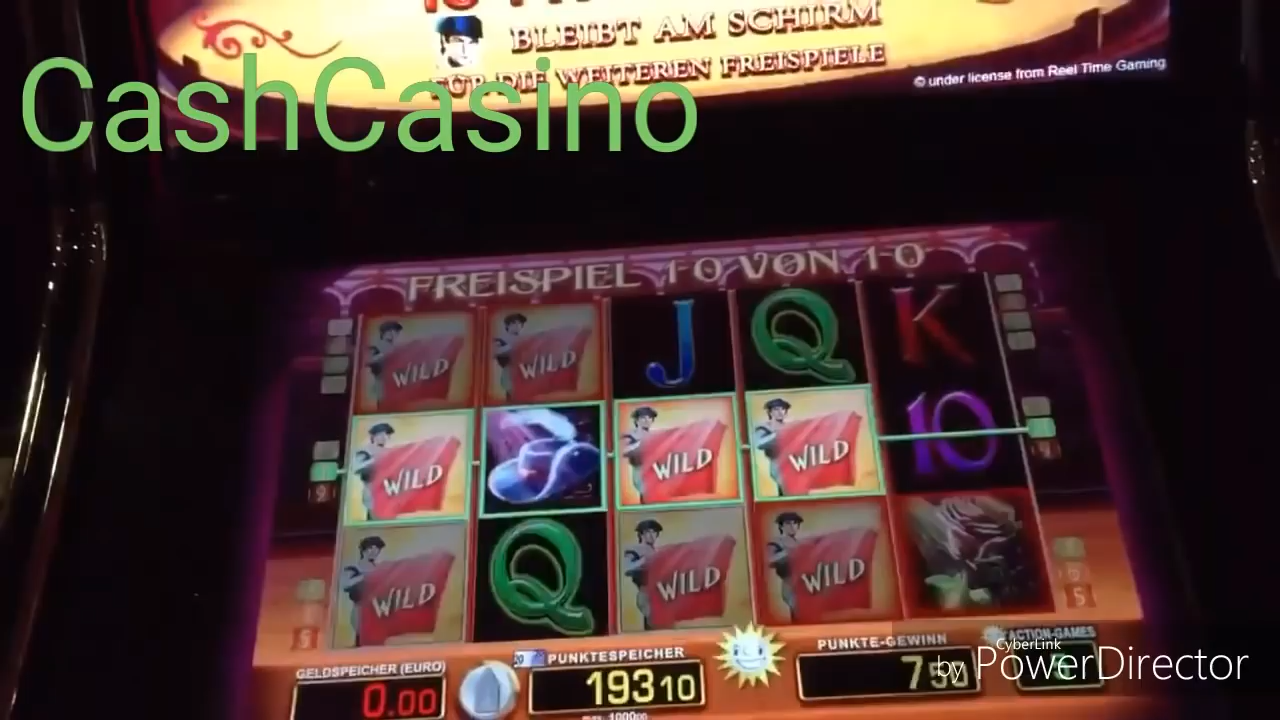 BLEIBT AM SCHIRM
FÜR DIE WEITEREN FREISPIELE
© under license from Reel Time Gaming
CashCasino
FREISPIEL 10 VON 10
WILD WILD J Q K
WILD WILD WILD 10
WILD Q WILD WILD
GELDSPEICHER (EURO)
0.00
20
PUNKTESPEICHER
19310
PUNKTE-GEWINN
750
ACTION-GAMES
CyberLink
by PowerDirector